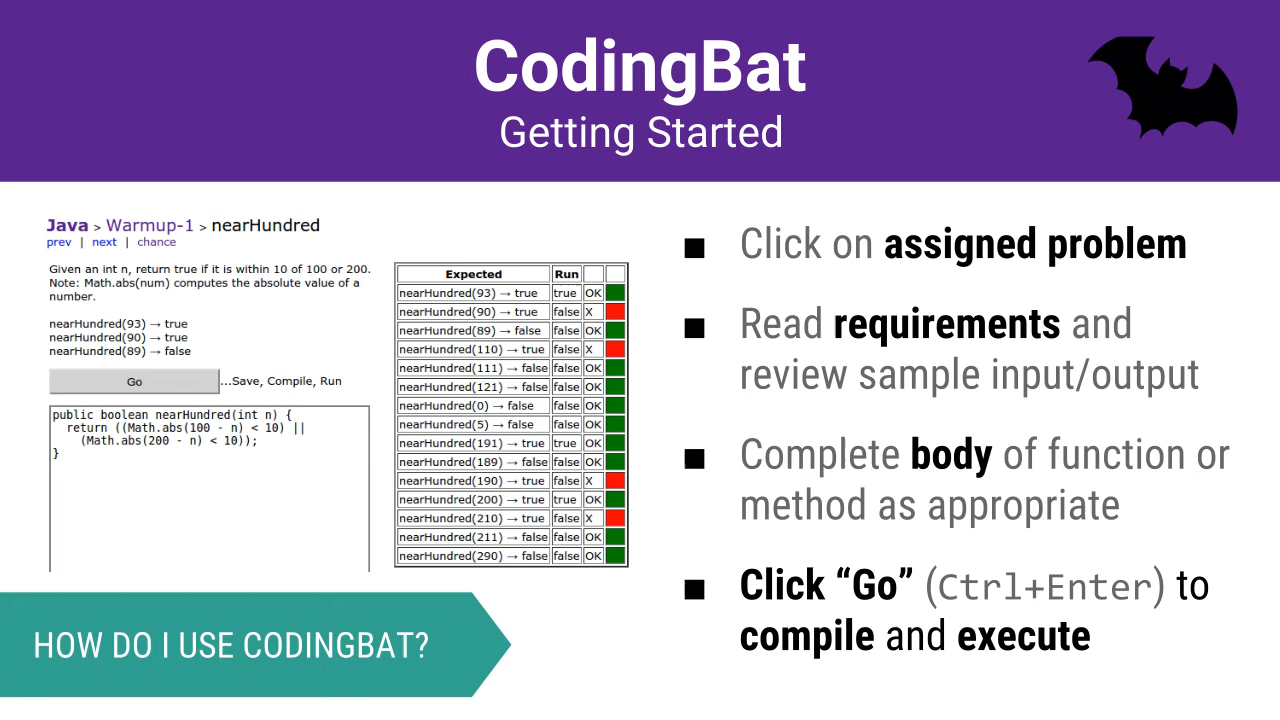 CodingBat
Getting Started
Java > Warmup-1 > nearHundred
prev | next | chance
Given an int n, return true if it is within 10 of 100 or 200.
Note: Math.abs(num) computes the absolute value of a
number.
nearHundred(93) → true
nearHundred(90) → true
nearHundred(89) → false
Go ...Save, Compile, Run
public boolean nearHundred(int n) {
  return ((Math.abs(100 - n) < 10) ||
    (Math.abs(200 - n) < 10));
}
Expected Run
nearHundred(93) → true true OK
nearHundred(90) → true false X
nearHundred(89) → false false OK
nearHundred(110) → true false X
nearHundred(111) → false false OK
nearHundred(121) → false false OK
nearHundred(0) → false false OK
nearHundred(5) → false false OK
nearHundred(191) → true true OK
nearHundred(189) → false false OK
nearHundred(190) → true false X
nearHundred(200) → true true OK
nearHundred(210) → true false X
nearHundred(211) → false false OK
nearHundred(290) → false false OK
■ Click on assigned problem
■ Read requirements and
review sample input/output
■ Complete body of function or
method as appropriate
■ Click “Go” (Ctrl+Enter) to
compile and execute
HOW DO I USE CODINGBAT?